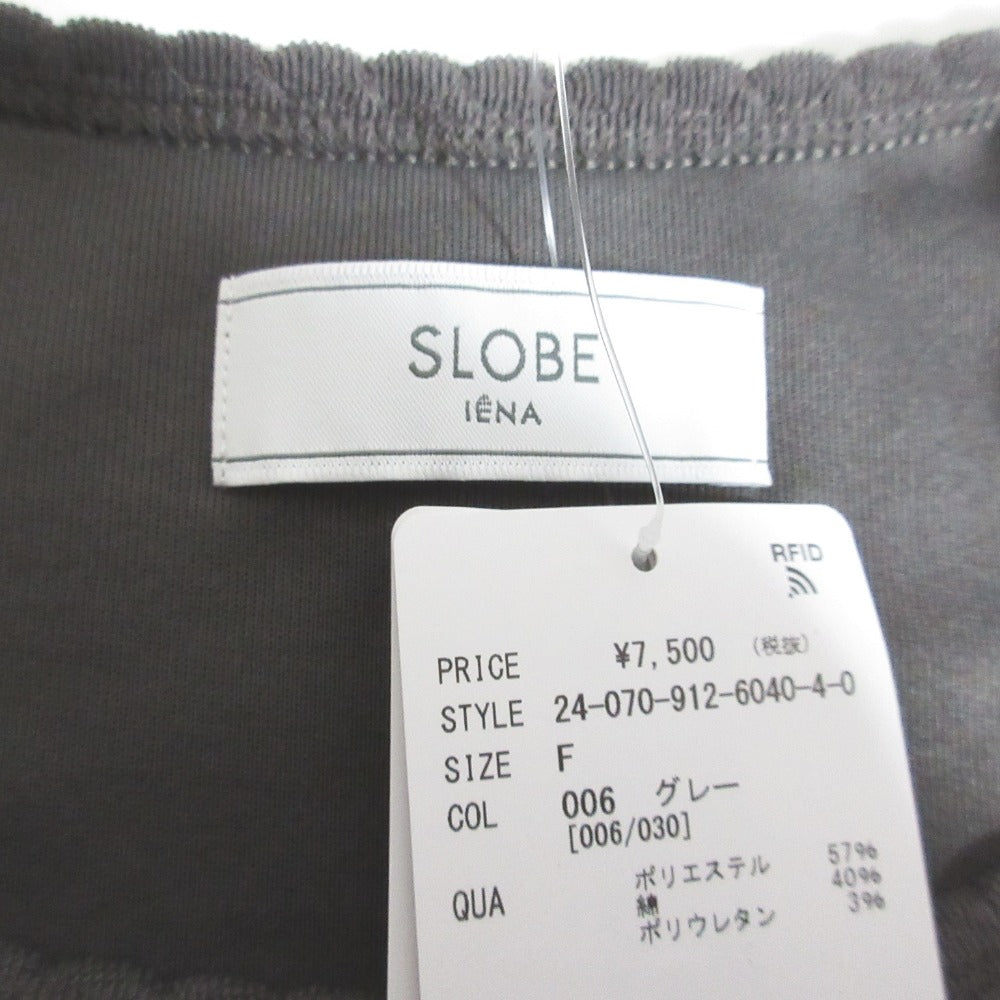 SLOBE
IÊNA
RFID
PRICE ¥7,500 (税抜)
STYLE 24-070-912-6040-4-0
SIZE F
COL 006 グレー
[006/030]
QUA ポリエステル 57%
綿 40%
ポリウレタン 3%